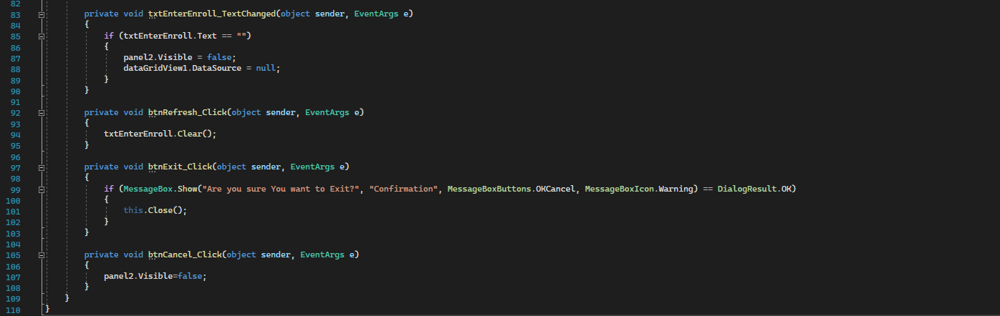 82
83 private void txtEnterEnroll_TextChanged(object sender, EventArgs e)
84 {
85 if (txtEnterEnroll.Text == "")
86 {
87 panel2.Visible = false;
88 dataGridView1.DataSource = null;
89 }
90 }
91
92 private void btnRefresh_Click(object sender, EventArgs e)
93 {
94 txtEnterEnroll.Clear();
95 }
96
97 private void btnExit_Click(object sender, EventArgs e)
98 {
99 if (MessageBox.Show("Are you sure You want to Exit?", "Confirmation", MessageBoxButtons.OKCancel, MessageBoxIcon.Warning) == DialogResult.OK)
100 {
101 this.Close();
102 }
103 }
104
105 private void btnCancel_Click(object sender, EventArgs e)
106 {
107 panel2.Visible=false;
108 }
109 }
110 }